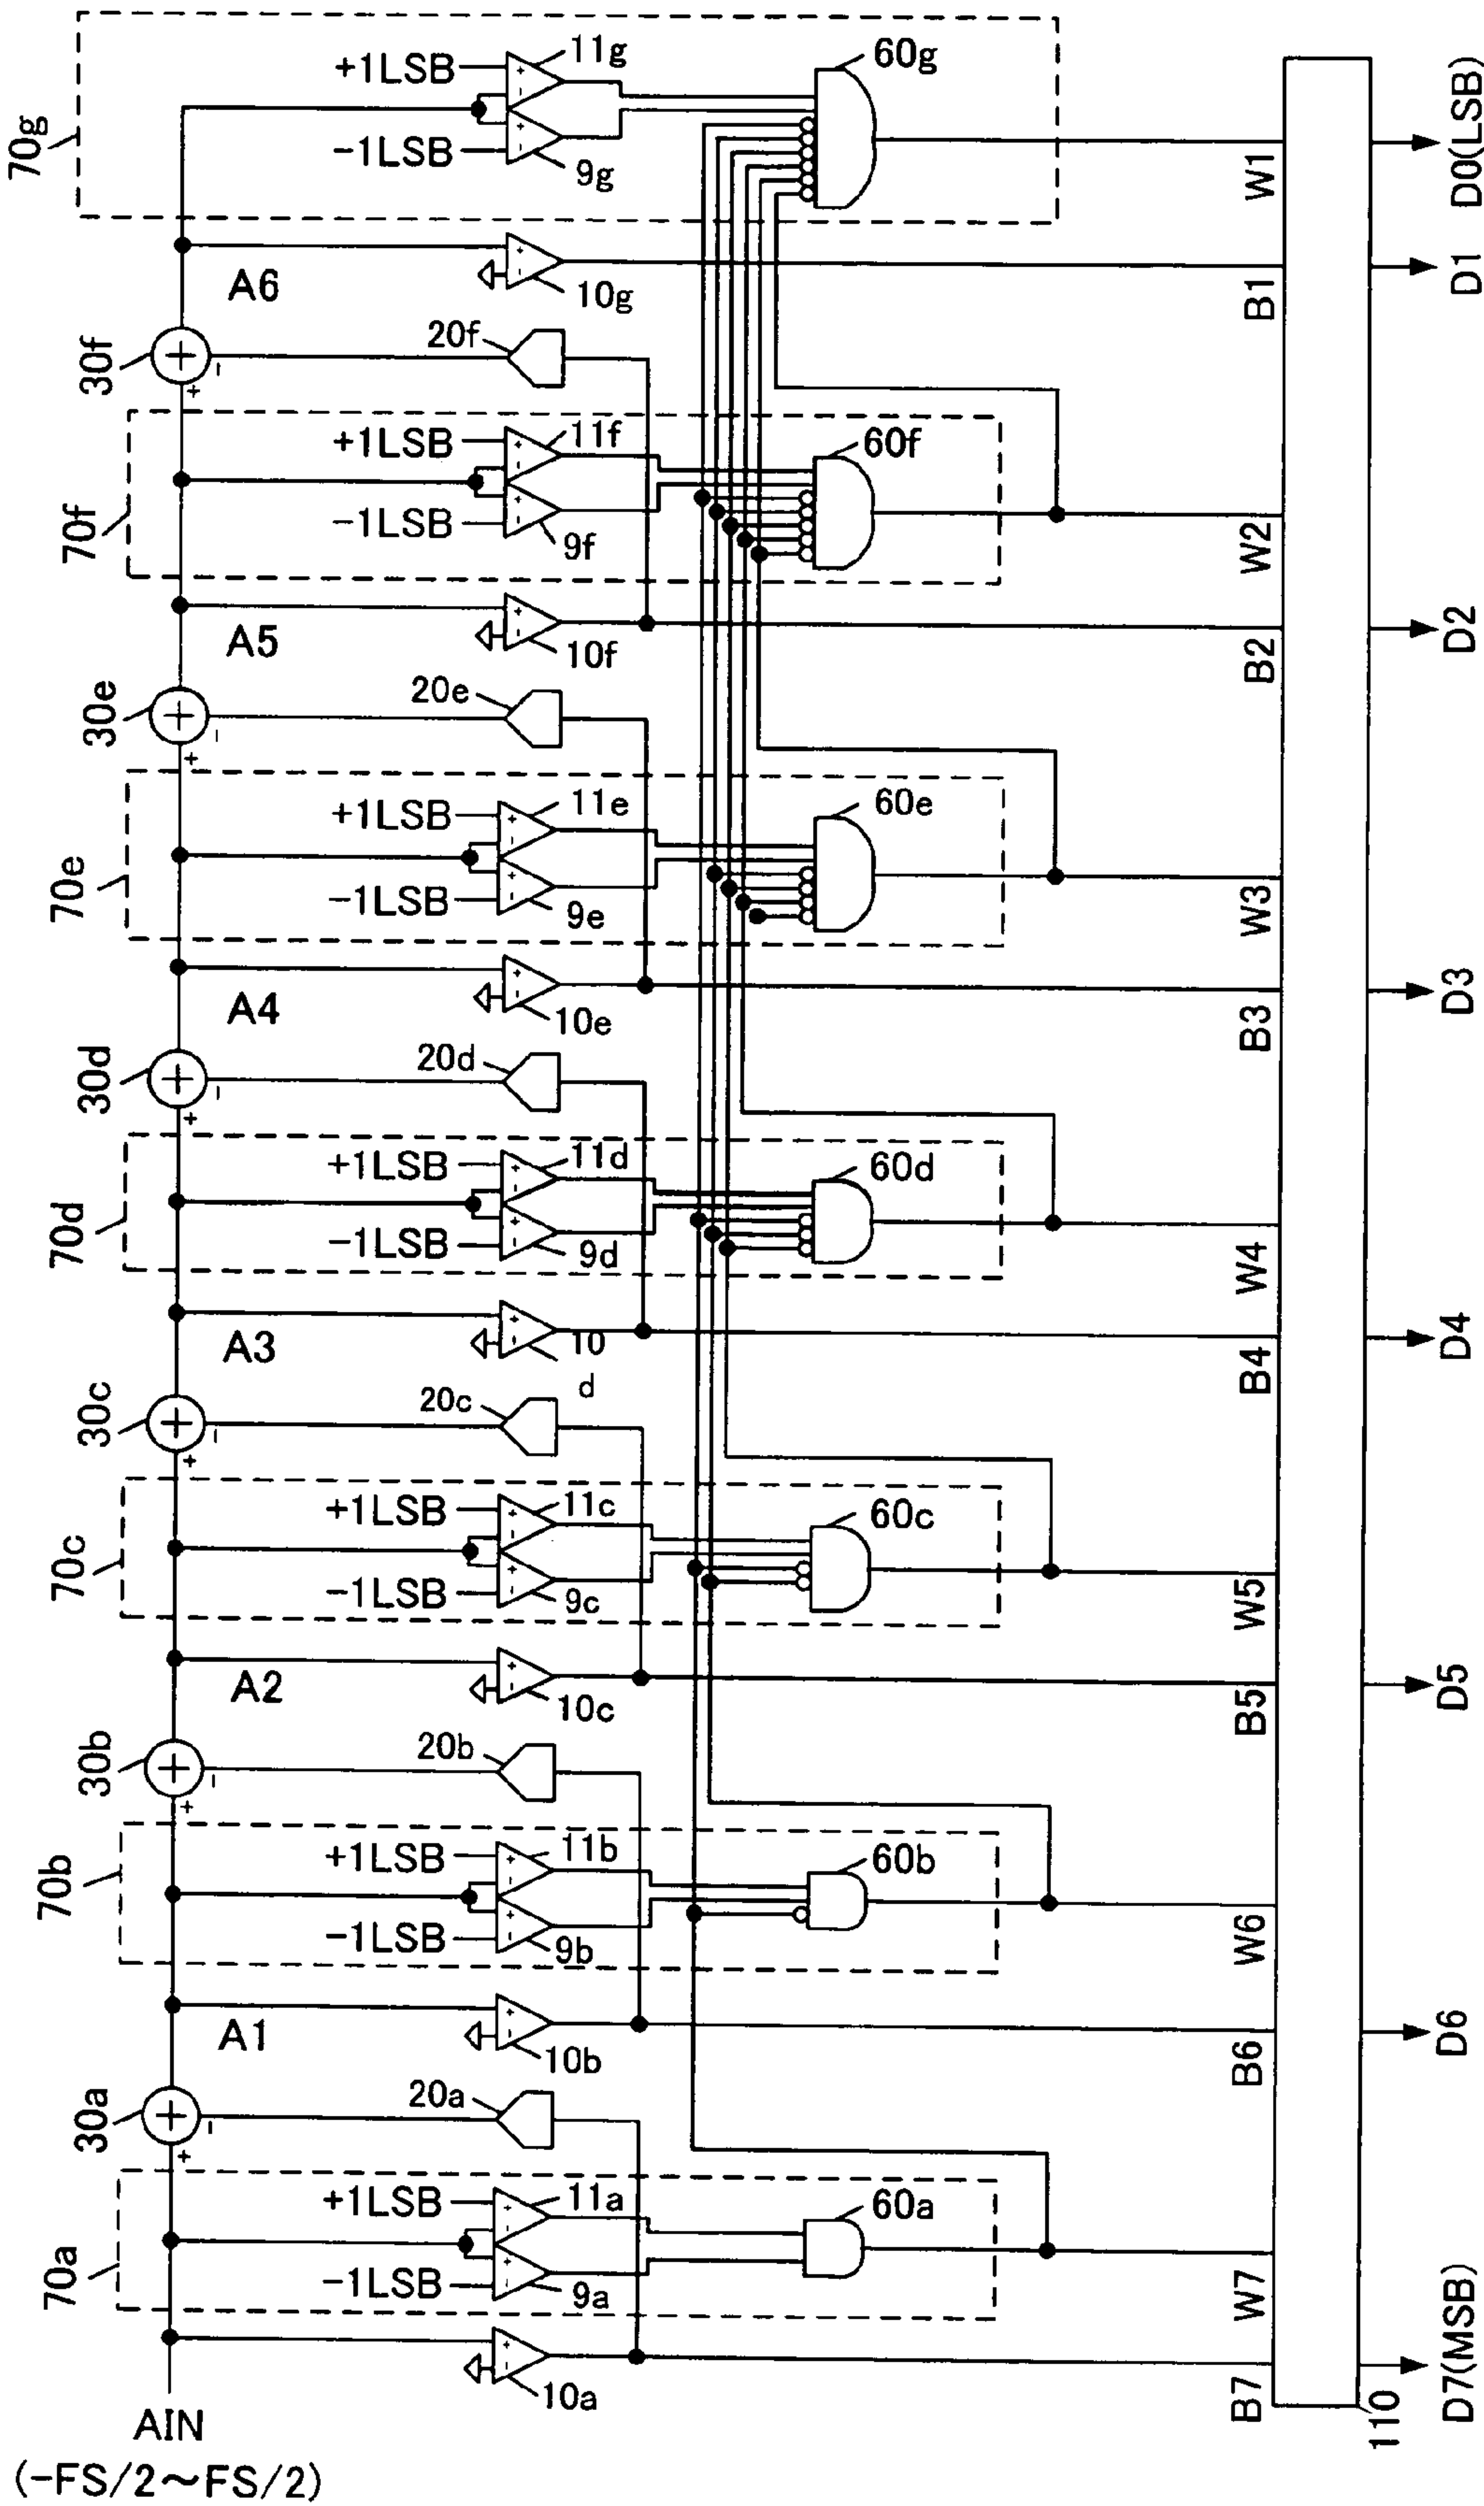 70g
+1LSB
11g
60g
-1LSB
9g
W1
D0(LSB)
A6
10g
B1
D1
30f
20f
+
-
+1LSB
11f
60f
70f
-1LSB
9f
W2
A5
10f
B2
D2
30e
20e
+
-
+1LSB
11e
60e
70e
-1LSB
9e
W3
A4
10e
B3
D3
30d
20d
+
-
+1LSB
11d
60d
70d
-1LSB
9d
W4
A3
10
d
B4
D4
30c
20c
+
-
+1LSB
11c
60c
70c
-1LSB
9c
W5
A2
10c
B5
D5
30b
20b
+
-
+1LSB
11b
60b
70b
-1LSB
9b
W6
A1
10b
B6
D6
30a
20a
+
-
+1LSB
11a
60a
70a
-1LSB
9a
W7
10a
B7
D7(MSB)
110
AIN
(-FS/2~FS/2)